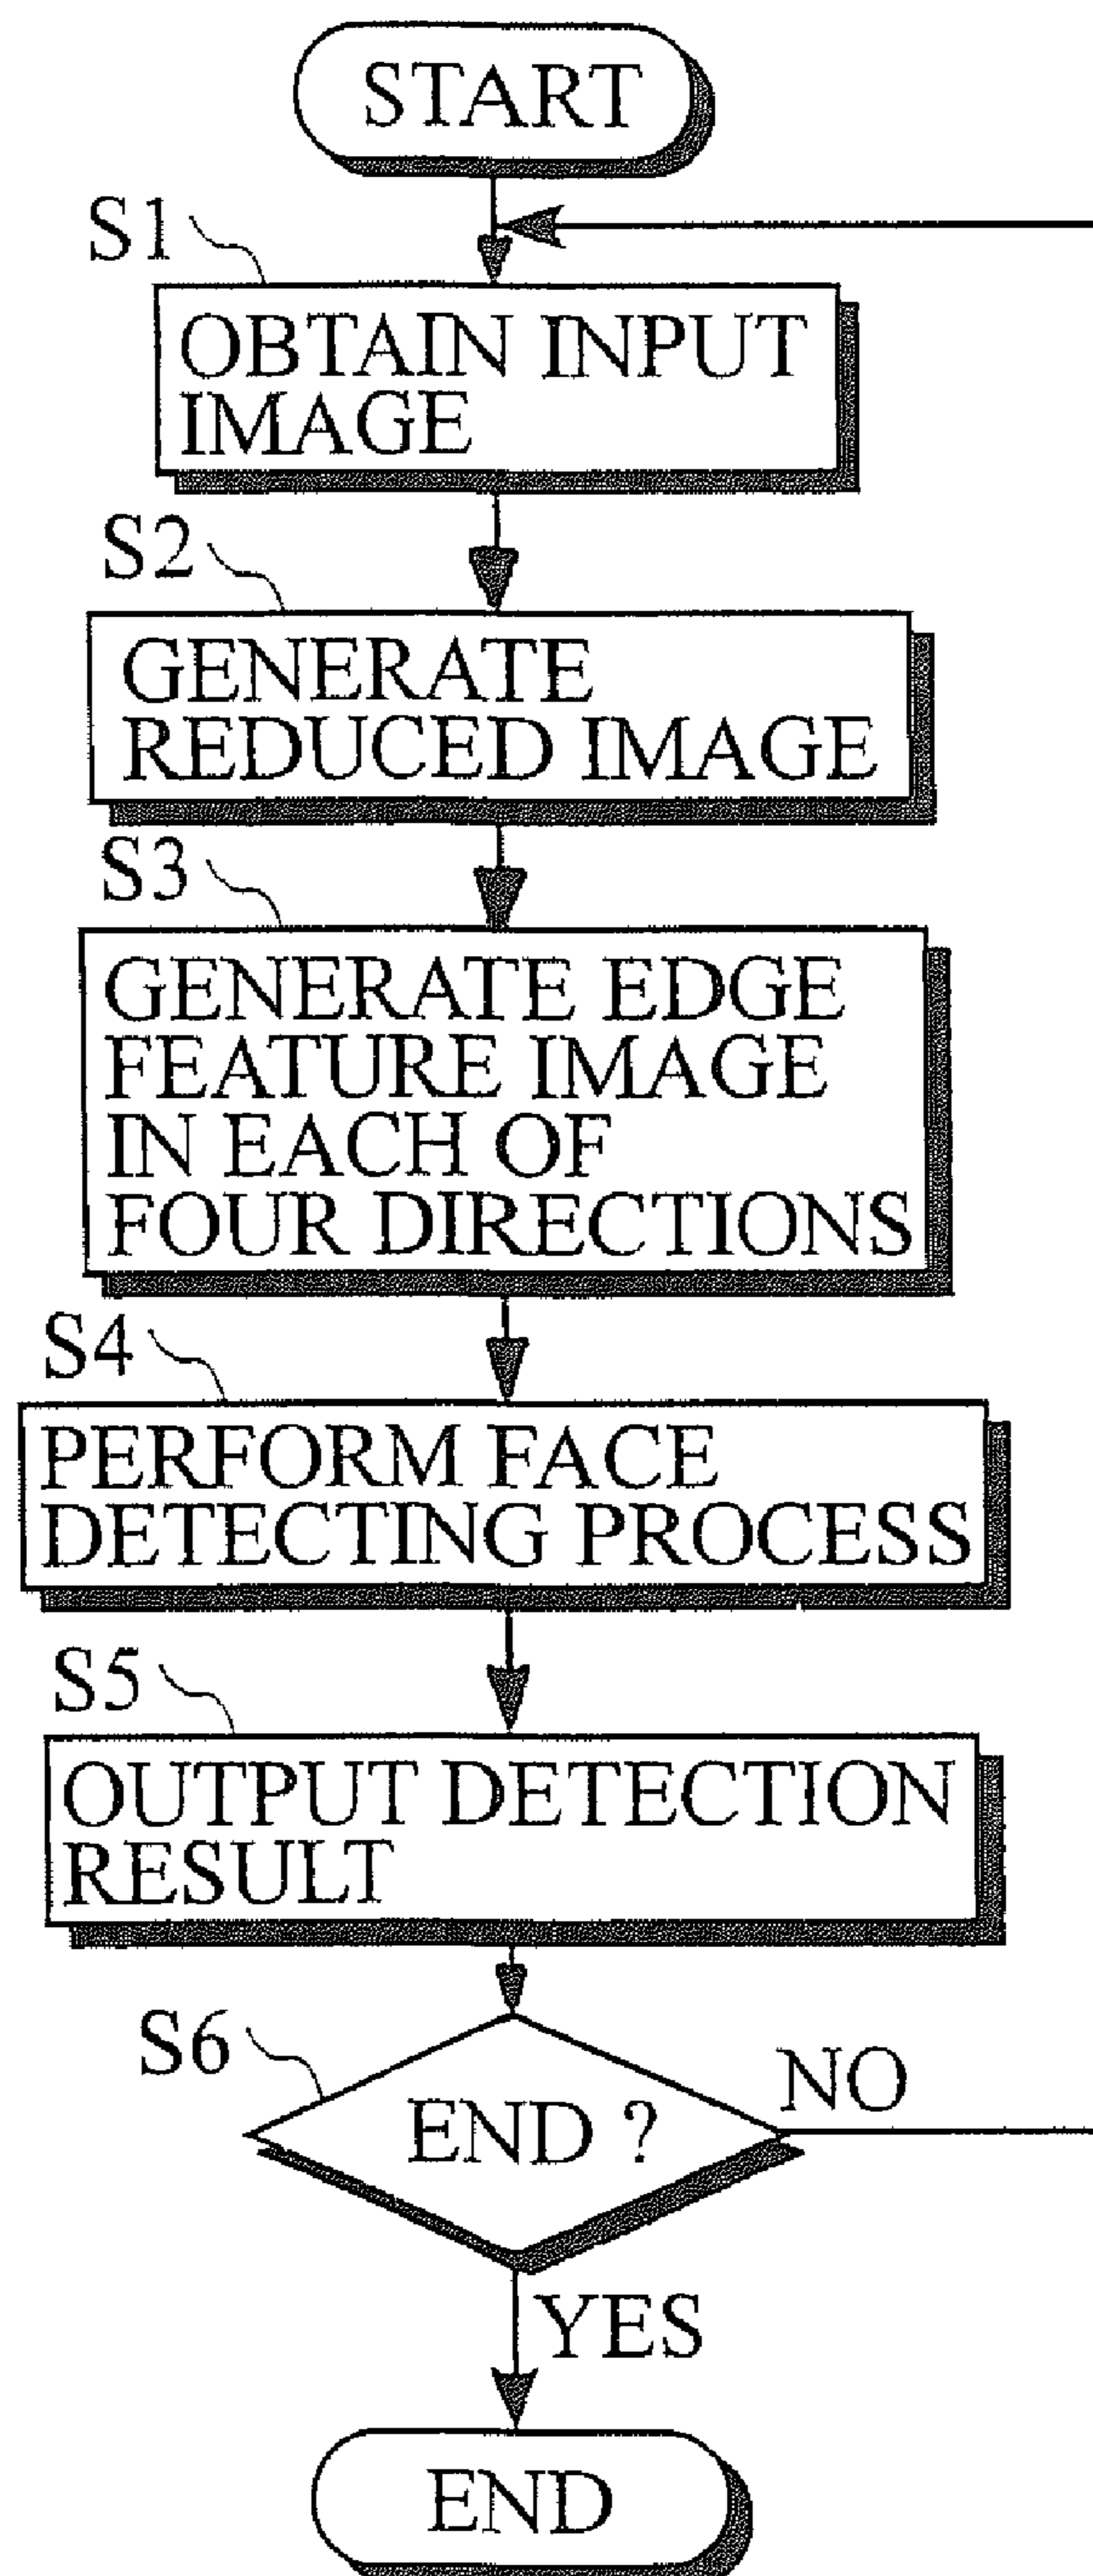 START
S1
OBTAIN INPUT
IMAGE
S2
GENERATE
REDUCED IMAGE
S3
GENERATE EDGE
FEATURE IMAGE
IN EACH OF
FOUR DIRECTIONS
S4
PERFORM FACE
DETECTING PROCESS
S5
OUTPUT DETECTION
RESULT
S6
END ?
NO
YES
END